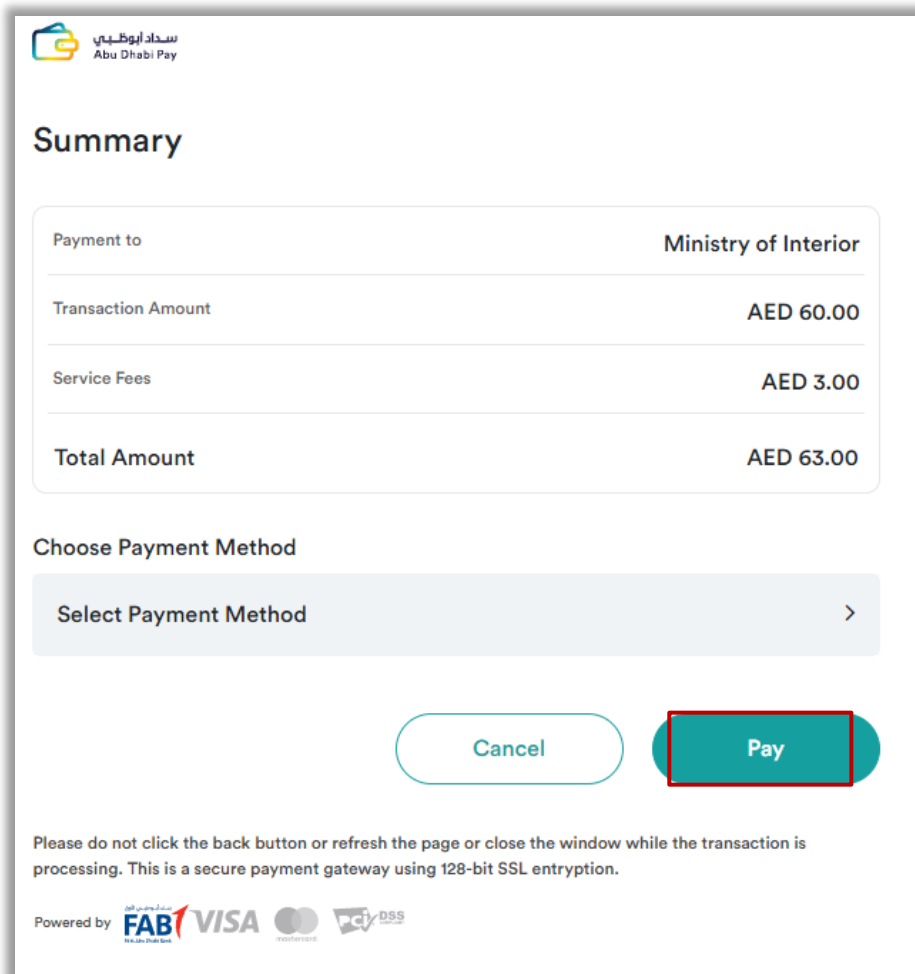 سداد أبوظبي
Abu Dhabi Pay
Summary
Payment to Ministry of Interior
Transaction Amount AED 60.00
Service Fees AED 3.00
Total Amount AED 63.00
Choose Payment Method
Select Payment Method
Cancel Pay
Please do not click the back button or refresh the page or close the window while the transaction is
processing. This is a secure payment gateway using 128-bit SSL entryption.
Powered by FAB VISA mastercard PCI DSS